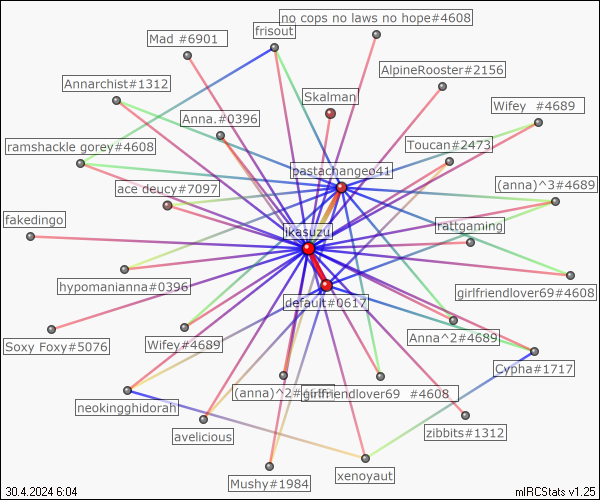 no cops no laws no hope#4608
frisout
Mad #6901
AlpineRooster#2156
Annarchist#1312
Skalman
Wifey #4689
Anna.#0396
ramshackle gorey#4608
Toucan#2473
bastachangeo41
ace deucy#7097
(anna)^3#4689
fakedingo
ikasuzu
rattgaming
hypomanianna#0396
girlfriendlover69#4608
default#0617
Soxy Foxy#5076
Wifey#4689
Anna^2#4689
Cypha#1717
(anna)^2#
girlfriendlover69 #4608
neokingghidorah
avelicious
zibbits#1312
Mushy#1984
xenoyaut
30.4.2024 6:04
mIRCStats v1.25